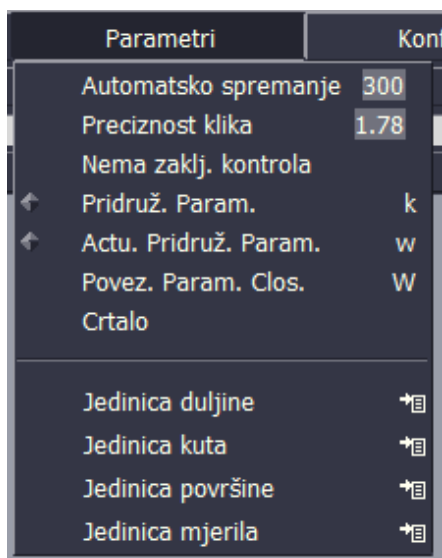 Parametri Konf
Automatsko spremanje 300
Preciznost klika 1.78
Nema zaklj. kontrola
Pridruž. Param. k
Actu. Pridruž. Param. w
Povez. Param. Clos. W
Crtalo
Jedinica duljine
Jedinica kuta
Jedinica površine
Jedinica mjerila